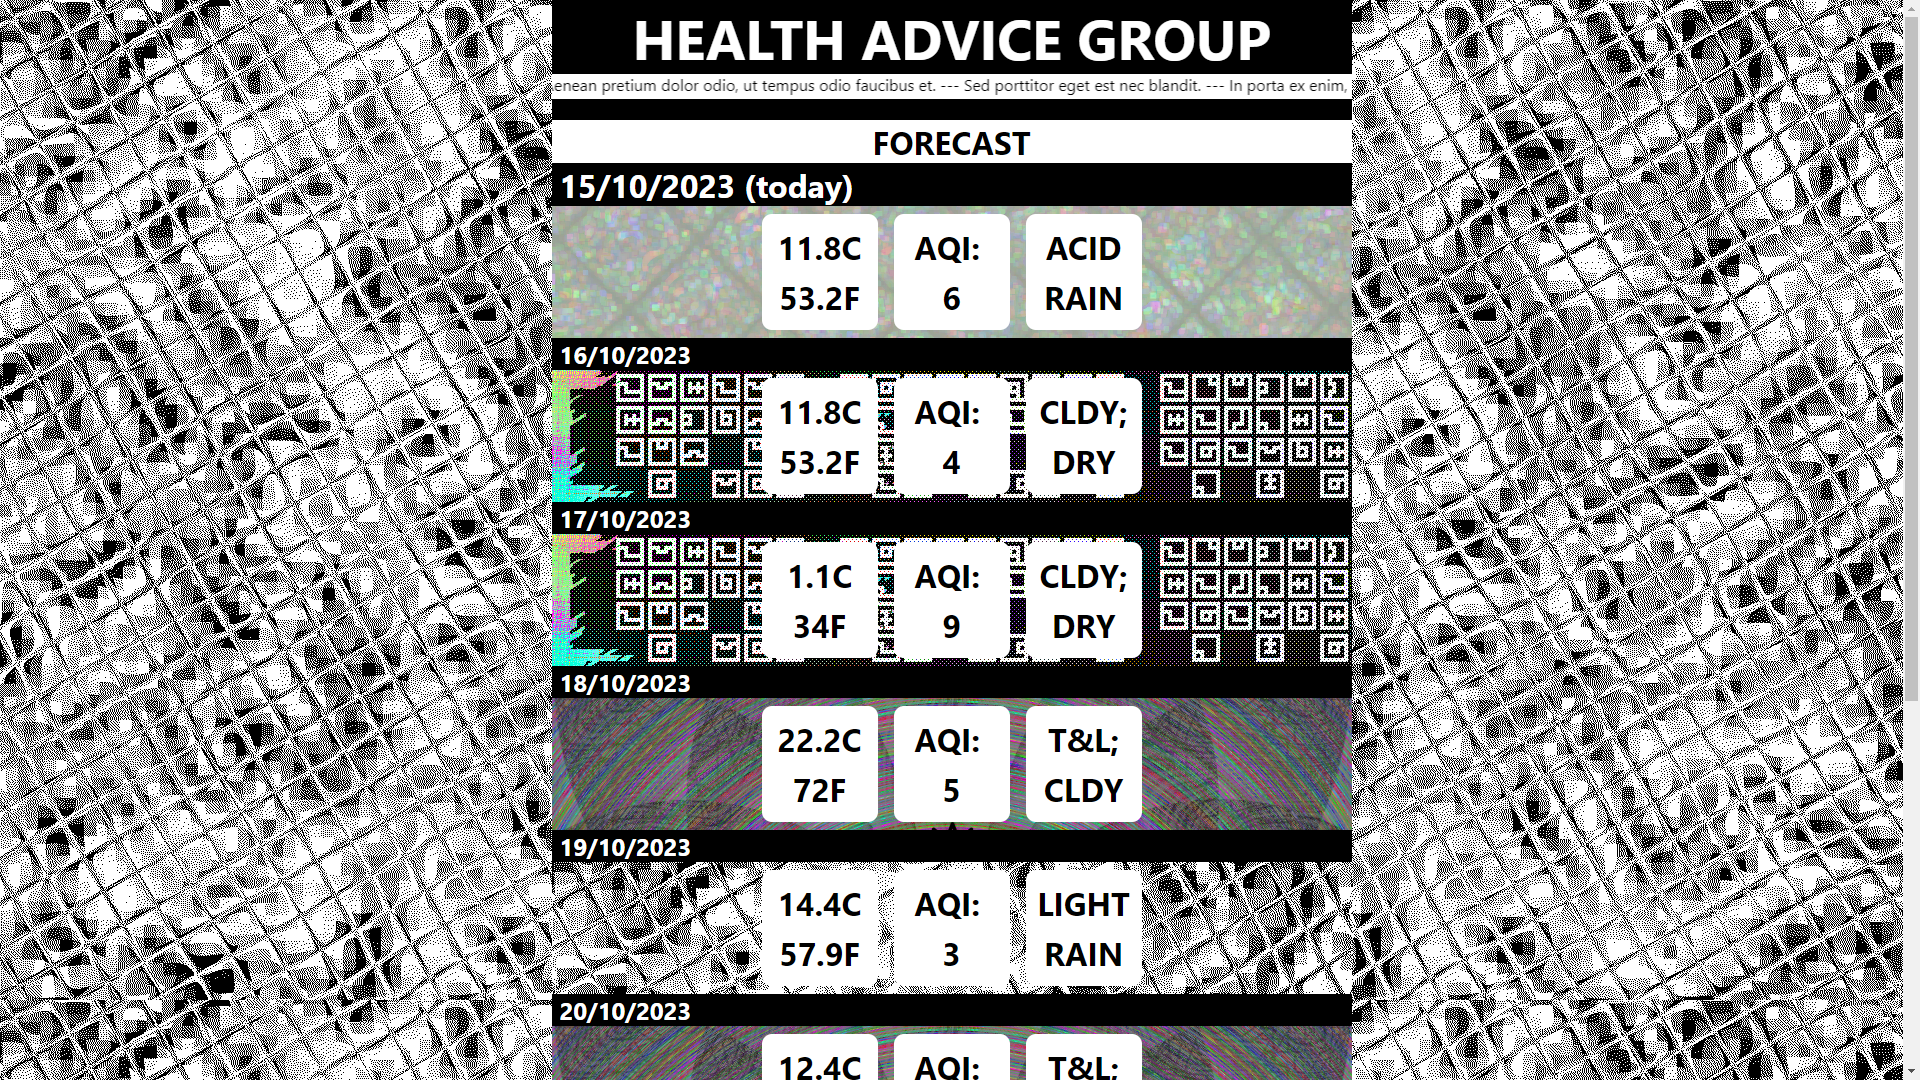 HEALTH ADVICE GROUP
enean pretium dolor odio, ut tempus odio faucibus et. --- Sed porttitor eget est nec blandit. --- In porta ex enim,
FORECAST
15/10/2023 (today)
11.8C
53.2F
AQI:
6
ACID
RAIN
16/10/2023
11.8C
53.2F
AQI:
4
CLDY;
DRY
17/10/2023
1.1C
34F
AQI:
9
CLDY;
DRY
18/10/2023
22.2C
72F
AQI:
5
T&L;
CLDY
19/10/2023
14.4C
57.9F
AQI:
3
LIGHT
RAIN
20/10/2023
12.4C
AQI:
T&L;